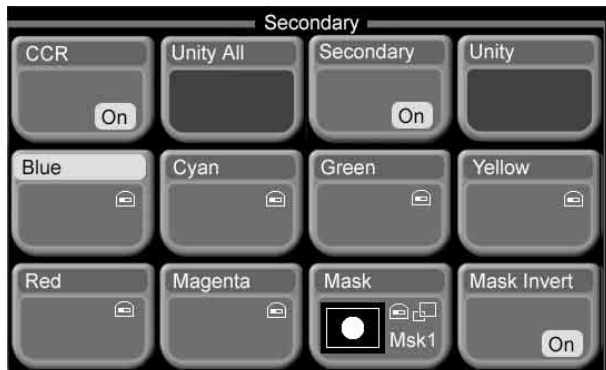 Secondary
CCR Unity All Secondary Unity
On On
Blue Cyan Green Yellow
Red Magenta Mask Mask Invert
Msk1 On